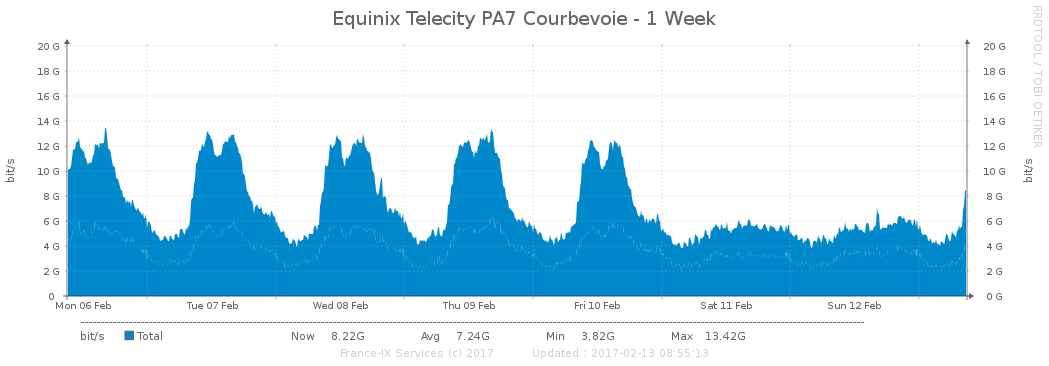 Equinix Telecity PA7 Courbevoie - 1 Week
RRDTOOL / TOBI OETIKER
20 G 20 G
18 G 18 G
16 G 16 G
14 G 14 G
12 G 12 G
10 G 10 G
8 G 8 G
6 G 6 G
4 G 4 G
2 G 2 G
0 0 G
bit/s
bit/s
Mon 06 Feb Tue 07 Feb Wed 08 Feb Thu 09 Feb Fri 10 Feb Sat 11 Feb Sun 12 Feb
bit/s Total Now 8.22G Avg 7.24G Min 3.82G Max 13.42G
France-IX Services (c) 2017 Updated : 2017-02-13 08:55:13